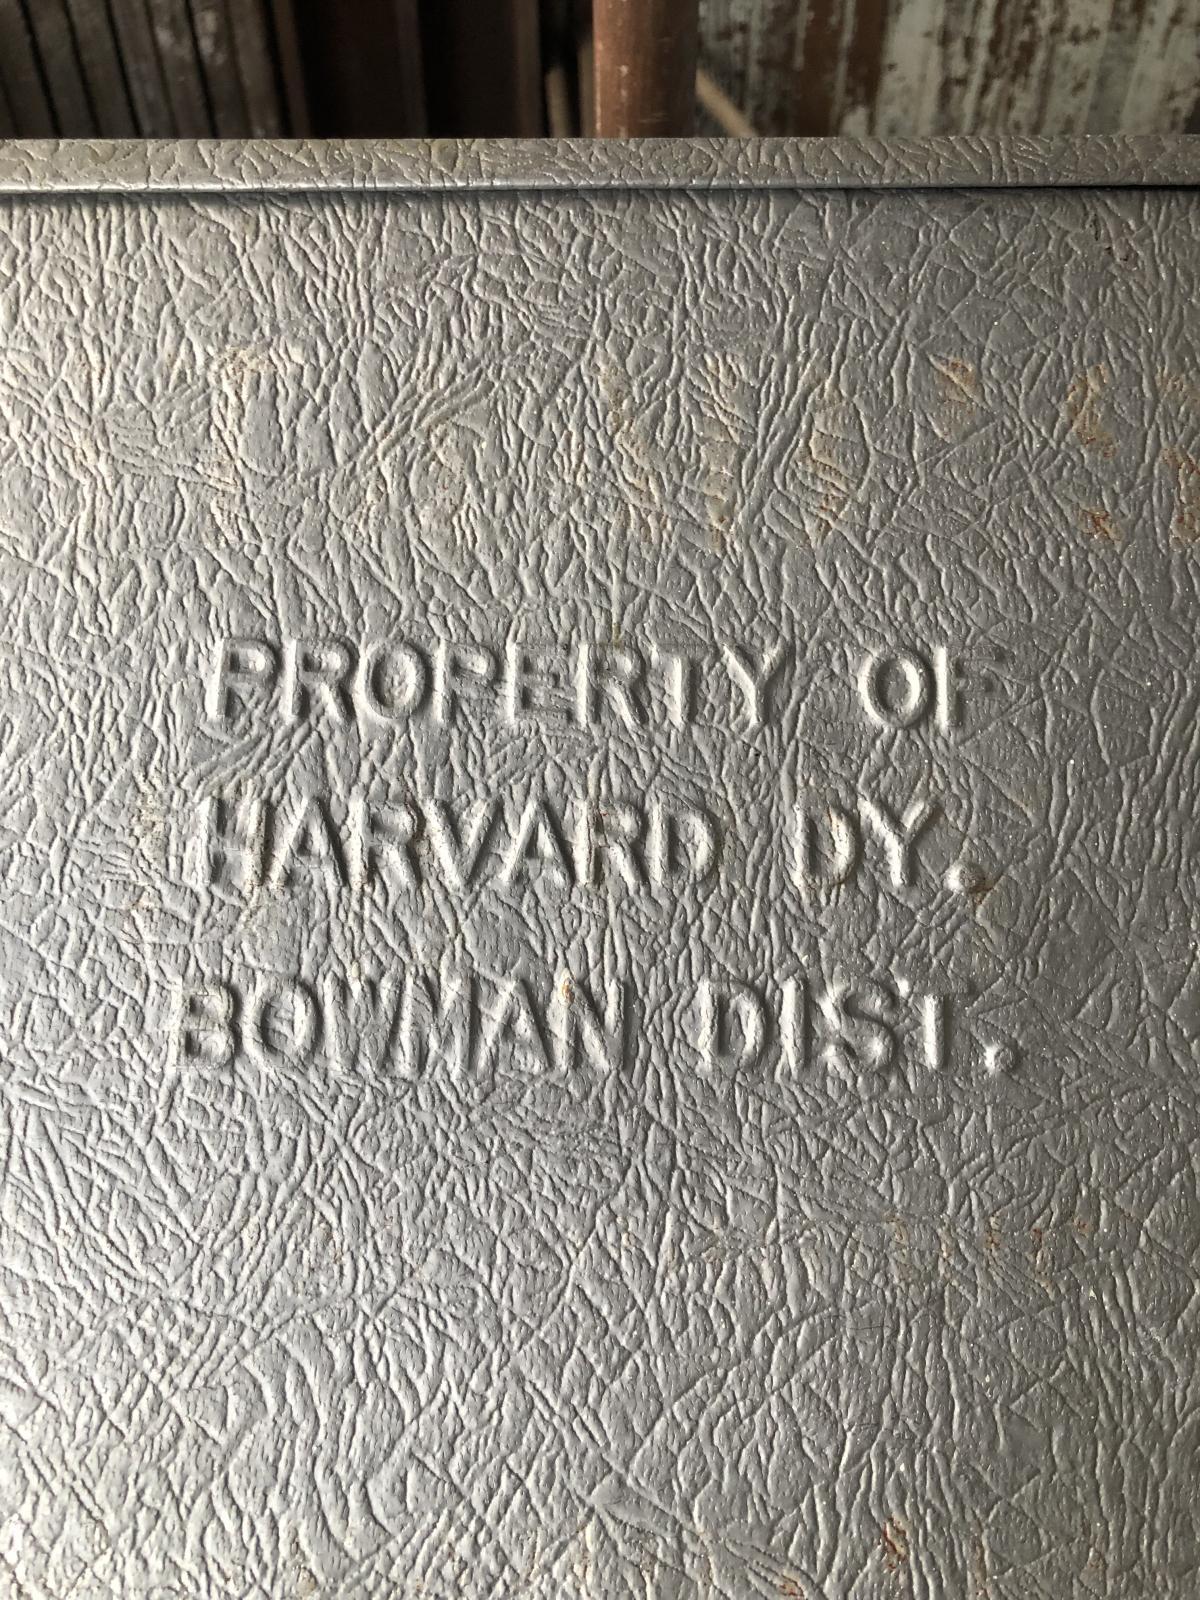 PROPERTY OF
HARVARD DY.
BOWMAN DIST.